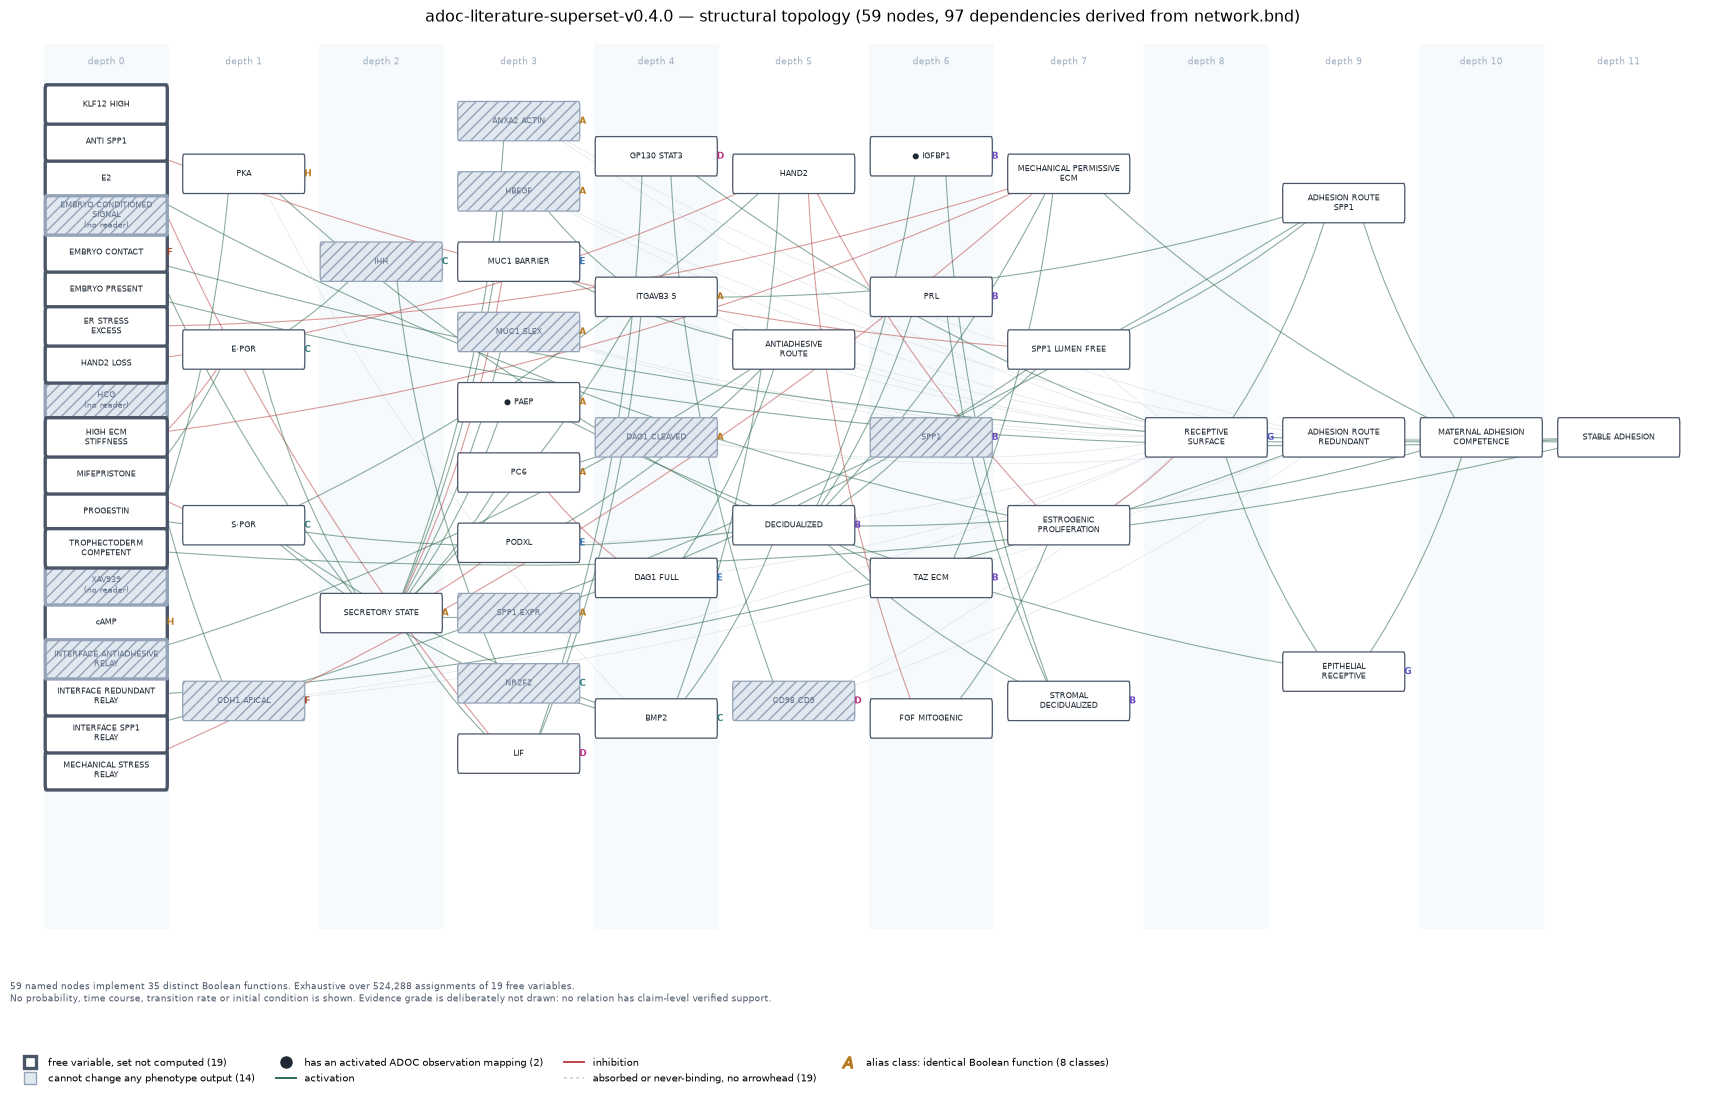 adoc-literature-superset-v0.4.0 — structural topology (59 nodes, 97 dependencies derived from network.bnd)
depth 0
depth 1
depth 2
depth 3
depth 4
depth 5
depth 6
depth 7
depth 8
depth 9
depth 10
depth 11
KLF12 HIGH
ANTI SPP1
E2
EMBRYO CONDITIONED
SIGNAL
(no reader)
EMBRYO CONTACT
F
EMBRYO PRESENT
ER STRESS
EXCESS
HAND2 LOSS
HCG
(no reader)
HIGH ECM
STIFFNESS
MIFEPRISTONE
PROGESTIN
TROPHECTODERM
COMPETENT
XAV939
(no reader)
cAMP
H
INTERFACE ANTIADHESIVE
RELAY
INTERFACE REDUNDANT
RELAY
INTERFACE SPP1
RELAY
MECHANICAL STRESS
RELAY
PKA
H
E-PGR
C
S-PGR
C
CDH1 APICAL
F
IHH
C
SECRETORY STATE
A
ANXA2 ACTIN
A
HBEGF
A
MUC1 BARRIER
E
MUC1 SLEX
A
PAEP
A
PC6
A
PODXL
E
SPP1 EXPR
A
NR2F2
C
LIF
D
GP130 STAT3
D
ITGAVB3 5
A
DAG1 CLEAVED
A
DAG1 FULL
E
BMP2
C
HAND2
ANTIADHESIVE
ROUTE
DECIDUALIZED
B
CD98 CD9
D
IGFBP1
B
PRL
B
SPP1
B
TAZ ECM
B
FGF MITOGENIC
MECHANICAL PERMISSIVE
ECM
SPP1 LUMEN FREE
ESTROGENIC
PROLIFERATION
STROMAL
DECIDUALIZED
B
RECEPTIVE
SURFACE
G
ADHESION ROUTE
SPP1
ADHESION ROUTE
REDUNDANT
EPITHELIAL
RECEPTIVE
G
MATERNAL ADHESION
COMPETENCE
STABLE ADHESION
59 named nodes implement 35 distinct Boolean functions. Exhaustive over 524,288 assignments of 19 free variables.
No probability, time course, transition rate or initial condition is shown. Evidence grade is deliberately not drawn: no relation has claim-level verified support.
free variable, set not computed (19)
cannot change any phenotype output (14)
has an activated ADOC observation mapping (2)
activation
inhibition
absorbed or never-binding, no arrowhead (19)
A alias class: identical Boolean function (8 classes)